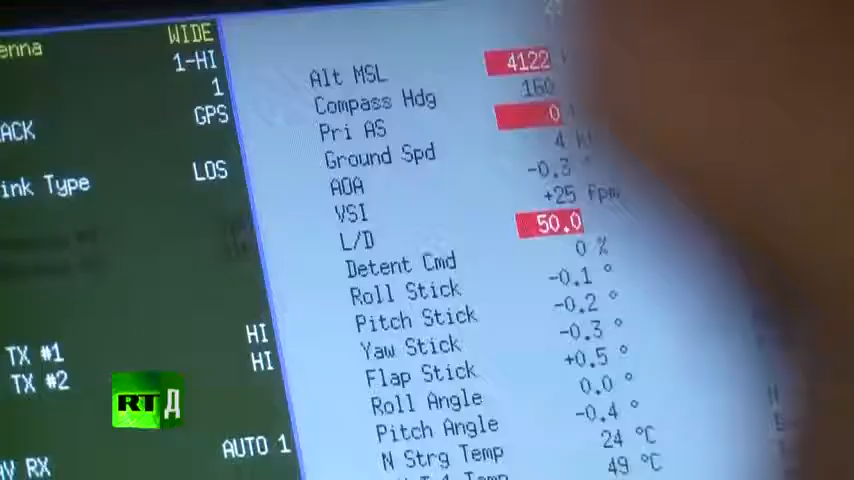 enna WIDE
1-HI
1
ACK GPS
ink Type LOS
TX #1 HI
TX #2 HI
AUTO 1
AV RX
Alt MSL 4122
Compass Hdg 160
Pri AS 0
Ground Spd 4
AOA -0.3 °
VSI +25 Fpm
L/D 50.0
Detent Cmd 0 %
Roll Stick -0.1 °
Pitch Stick -0.2 °
Yaw Stick -0.3 °
Flap Stick +0.5 °
Roll Angle 0.0 °
Pitch Angle -0.4 °
N Strg Temp 24 °C
49 °C
RT Д